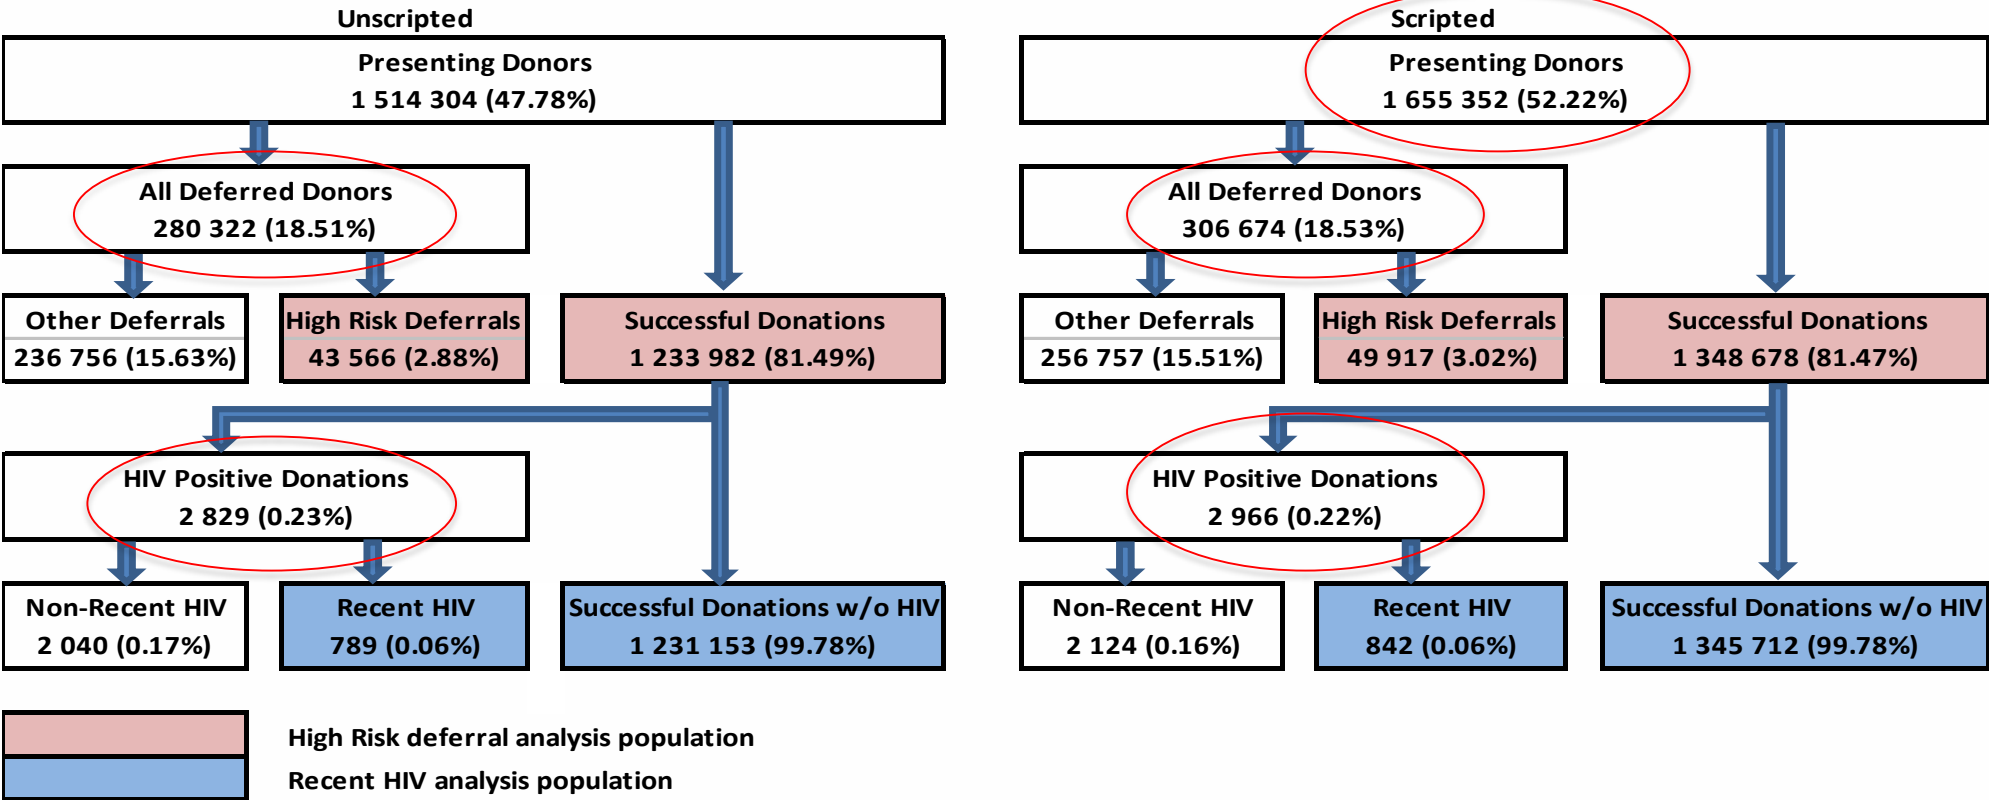 Unscripted
Presenting Donors
1 514 304 (47.78%)
All Deferred Donors
280 322 (18.51%)
Other Deferrals
236 756 (15.63%)
High Risk Deferrals
43 566 (2.88%)
Successful Donations
1 233 982 (81.49%)
HIV Positive Donations
2 829 (0.23%)
Non-Recent HIV
2 040 (0.17%)
Recent HIV
789 (0.06%)
Successful Donations w/o HIV
1 231 153 (99.78%)
Scripted
Presenting Donors
1 655 352 (52.22%)
All Deferred Donors
306 674 (18.53%)
Other Deferrals
256 757 (15.51%)
High Risk Deferrals
49 917 (3.02%)
Successful Donations
1 348 678 (81.47%)
HIV Positive Donations
2 966 (0.22%)
Non-Recent HIV
2 124 (0.16%)
Recent HIV
842 (0.06%)
Successful Donations w/o HIV
1 345 712 (99.78%)
High Risk deferral analysis population
Recent HIV analysis population